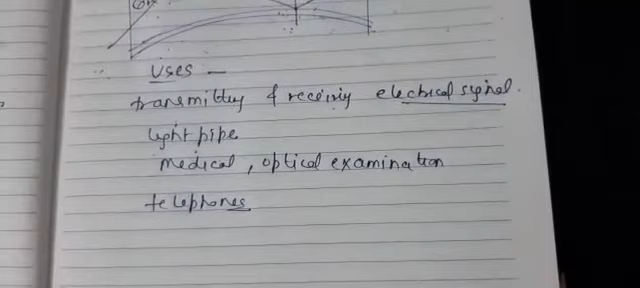 uses —
transmitting & receiving electrical signal.
light pipe
medical, optical examination
telephones